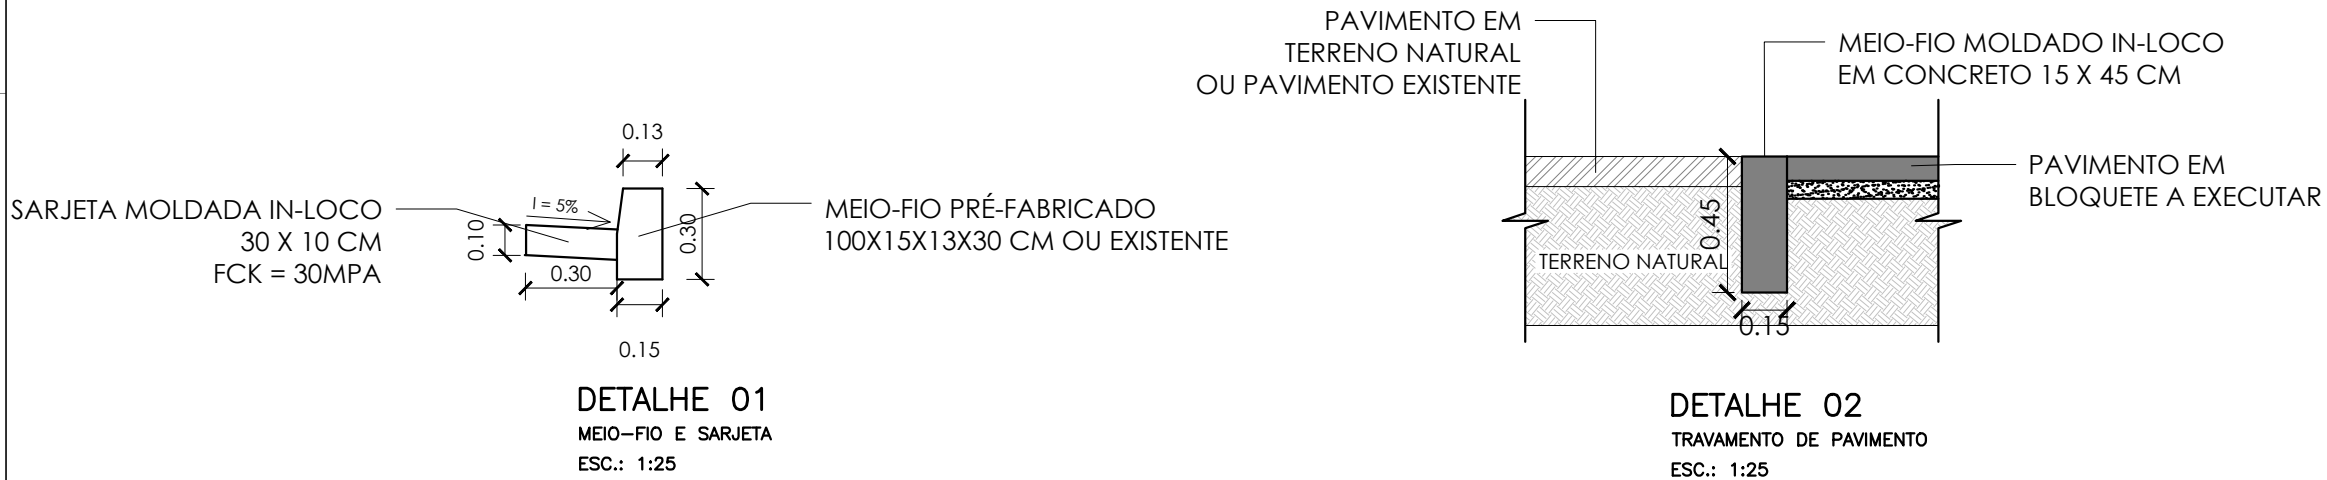 0.13
SARJETA MOLDADA IN-LOCO
30 X 10 CM
FCK = 30MPA
I = 5%
0.10
0.30
0.30
0.15
MEIO-FIO PRÉ-FABRICADO
100X15X13X30 CM OU EXISTENTE
DETALHE 01
MEIO-FIO E SARJETA
ESC.: 1:25
PAVIMENTO EM
TERRENO NATURAL
OU PAVIMENTO EXISTENTE
MEIO-FIO MOLDADO IN-LOCO
EM CONCRETO 15 X 45 CM
PAVIMENTO EM
BLOQUETE A EXECUTAR
0.45
TERRENO NATURAL
0.15
DETALHE 02
TRAVAMENTO DE PAVIMENTO
ESC.: 1:25